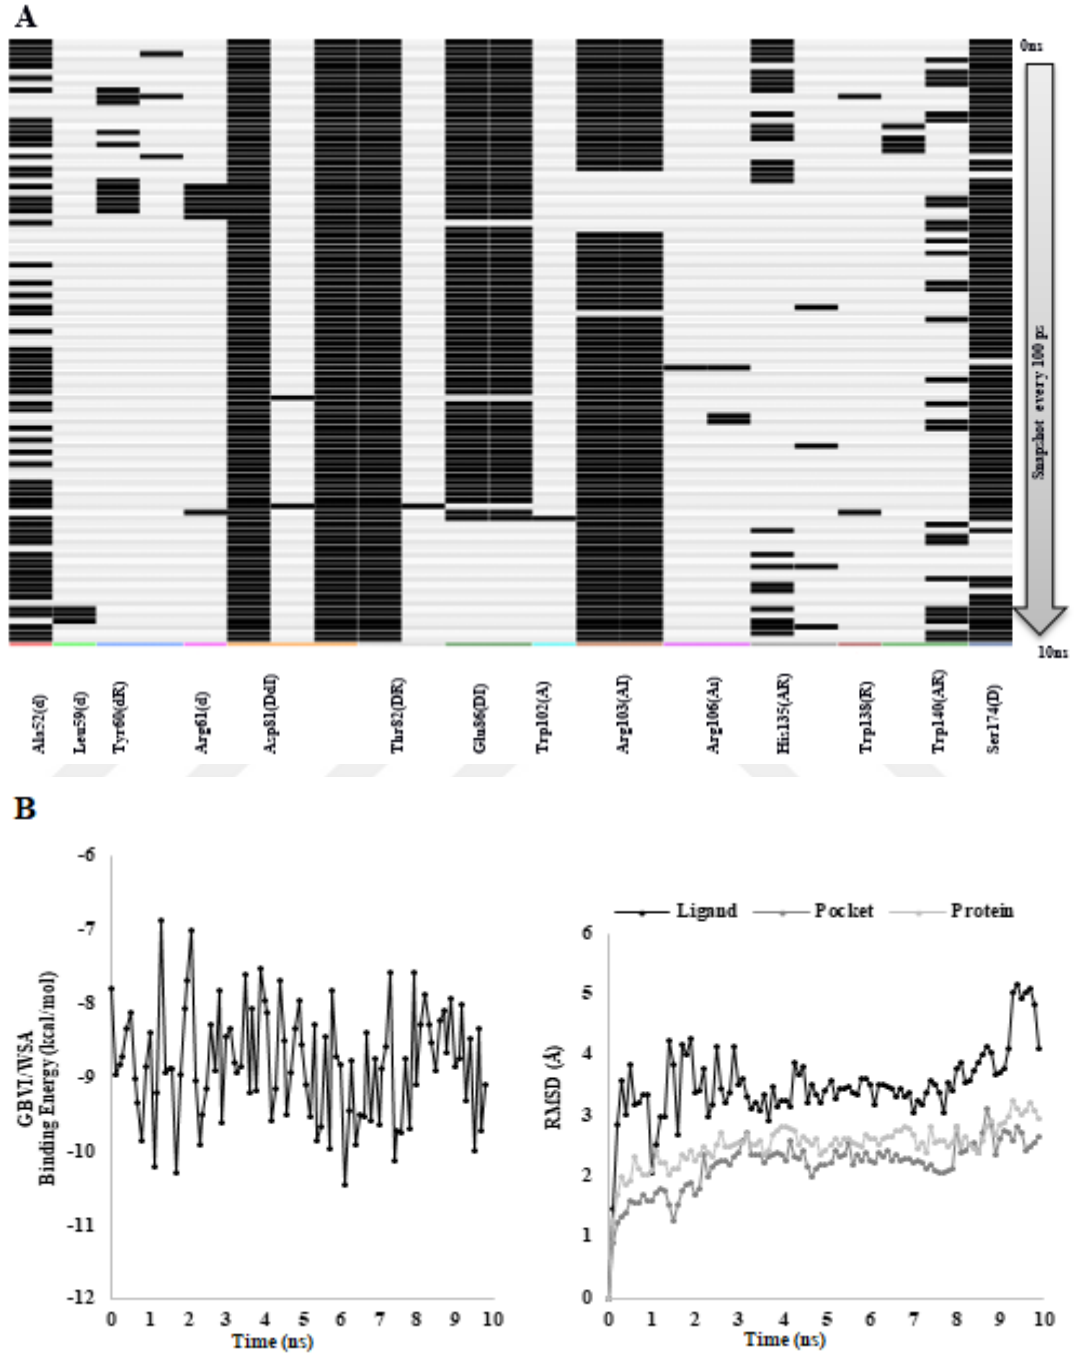 A
0ns
Snapshot every 100 ps
10ns
Ala52(d)
Leu59(d)
Tyr60(dR)
Arg61(d)
Asp81(DdI)
Thr82(DR)
Glu86(DI)
Trp102(A)
Arg103(AI)
Arg106(Ai)
His135(AR)
Trp138(R)
Trp140(AR)
Ser174(D)
B
GBVI/WSA
Binding Energy (kcal/mol)
-6
-7
-8
-9
-10
-11
-12
0 1 2 3 4 5 6 7 8 9 10
Time (ns)
Ligand Pocket Protein
RMSD (Å)
6
5
4
3
2
1
0
0 1 2 3 4 5 6 7 8 9 10
Time (ns)